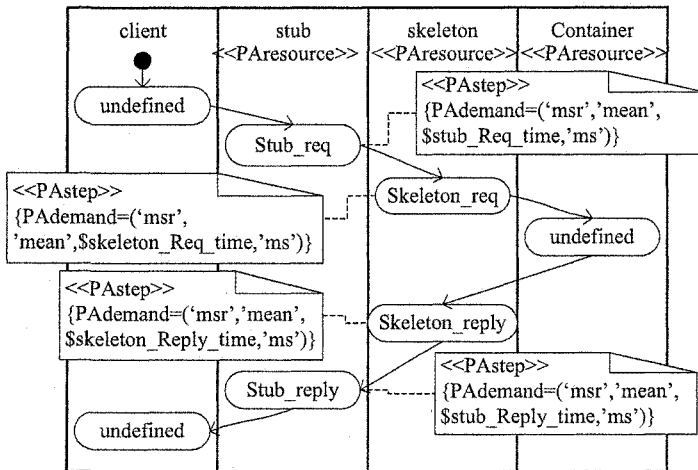 client
stub
<<PAresource>>
skeleton
<<PAresource>>
Container
<<PAresource>>
undefined
<<PAstep>>
{PAdemand=('msr','mean',
$stub_Req_time,'ms')}
Stub_req
<<PAstep>>
{PAdemand=('msr',
'mean',$skeleton_Req_time,'ms')}
Skeleton_req
undefined
<<PAstep>>
{PAdemand=('msr','mean',
$skeleton_Reply_time,'ms')}
Skeleton_reply
<<PAstep>>
{PAdemand=('msr','mean',
$stub_Reply_time,'ms')}
Stub_reply
undefined